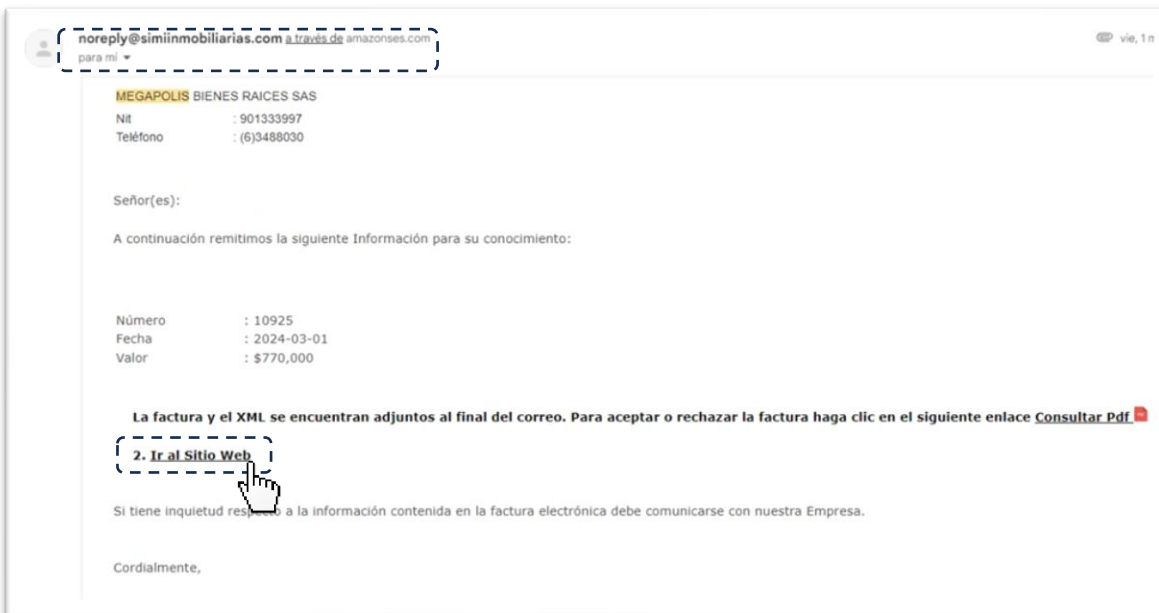 noreply@simiinmobiliarias.com a través de amazonses.com
vie, 1 m
para mí
MEGAPOLIS BIENES RAICES SAS
Nit : 901333997
Teléfono : (6)3488030
Señor(es):
A continuación remitimos la siguiente Información para su conocimiento:
Número : 10925
Fecha : 2024-03-01
Valor : $770,000
La factura y el XML se encuentran adjuntos al final del correo. Para aceptar o rechazar la factura haga clic en el siguiente enlace Consultar Pdf
2. Ir al Sitio Web
Si tiene inquietud respecto a la información contenida en la factura electrónica debe comunicarse con nuestra Empresa.
Cordialmente,